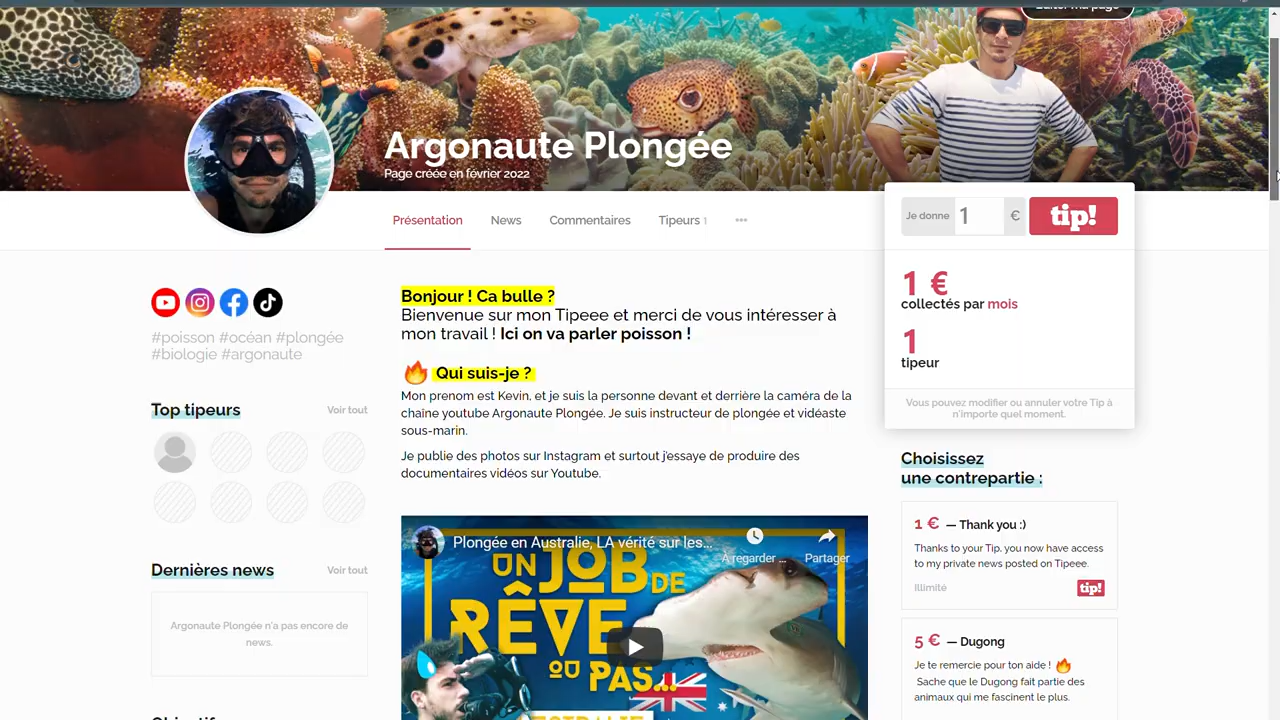 Editer ma page
Argonaute Plongée
Page créée en février 2022
Présentation
News
Commentaires
Tipeurs 1
Je donne
1
€
tip!
1 €
collectés par mois
1
tipeur
Vous pouvez modifier ou annuler votre Tip à
n'importe quel moment.
#poisson #océan #plongée
#biologie #argonaute
Top tipeurs
Voir tout
Dernières news
Voir tout
Argonaute Plongée n'a pas encore de
news.
Bonjour ! Ca bulle ?
Bienvenue sur mon Tipeee et merci de vous intéresser à
mon travail ! Ici on va parler poisson !
Qui suis-je ?
Mon prenom est Kevin, et je suis la personne devant et derrière la caméra de la
chaîne youtube Argonaute Plongée. Je suis instructeur de plongée et vidéaste
sous-marin.
Je publie des photos sur Instagram et surtout j'essaye de produire des
documentaires vidéos sur Youtube.
Plongée en Australie, LA vérité sur les...
À regarder ...
Partager
UN JOB DE
RÊVE
OU PAS...
AUSTRALIE
Choisissez
une contrepartie :
1 € — Thank you :)
Thanks to your Tip, you now have access
to my private news posted on Tipeee.
Illimité
tip!
5 € — Dugong
Je te remercie pour ton aide !
Sache que le Dugong fait partie des
animaux qui me fascinent le plus.